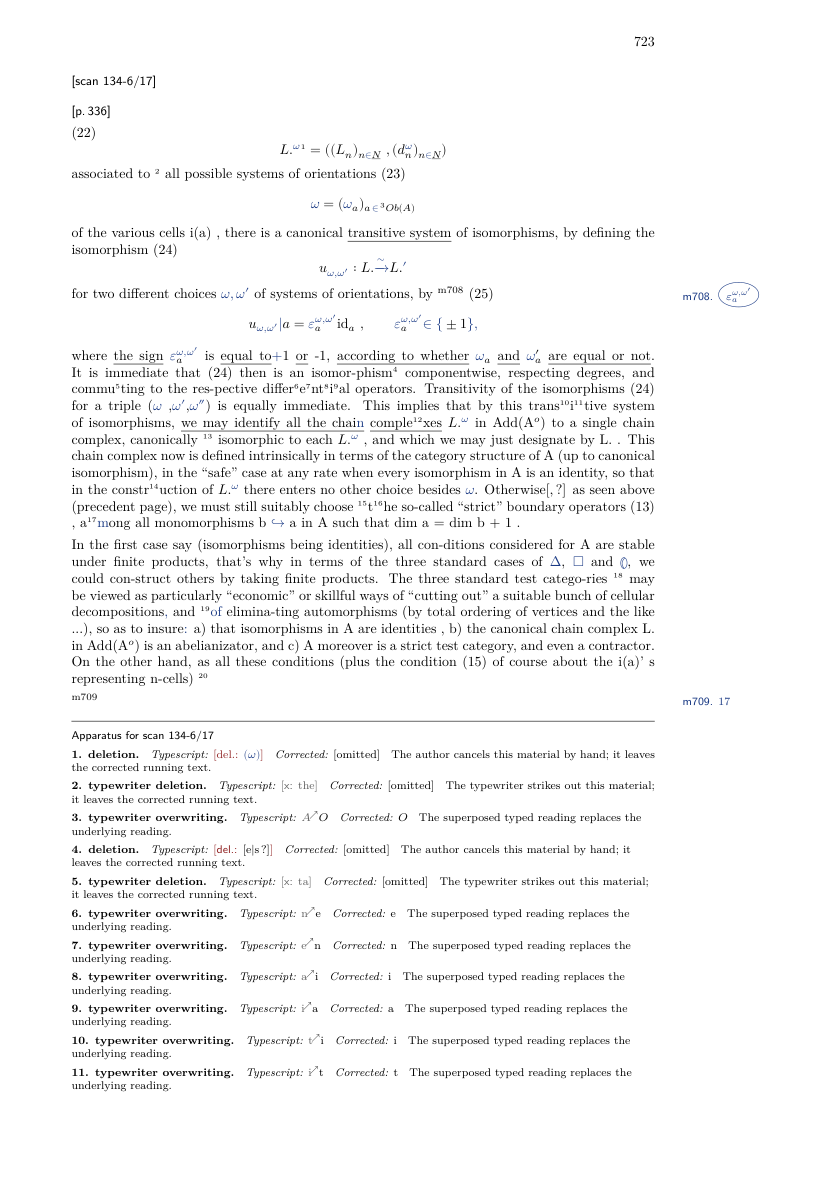 723
[scan 134-6/17]
[p. 336]
(22)
L.^ω ¹ = ((L_n)_{n∈N} , (d_n^ω)_{n∈N})
associated to ² all possible systems of orientations (23)
ω = (ω_a)_{a∈ ³Ob(A)}
of the various cells i(a) , there is a canonical transitive system of isomorphisms, by defining the
isomorphism (24)
u_{ω,ω′} : L. ⥲ L.′
for two different choices ω, ω′ of systems of orientations, by m708 (25)
m708. ε_a^{ω,ω′}
u_{ω,ω′}|a = ε_a^{ω,ω′} id_a , ε_a^{ω,ω′} ∈ { ± 1},
where the sign ε_a^{ω,ω′} is equal to+1 or -1, according to whether ω_a and ω′_a are equal or not.
It is immediate that (24) then is an isomor-phism⁴ componentwise, respecting degrees, and
commu⁵ting to the res-pective differ⁶e⁷nt⁸i⁹al operators. Transitivity of the isomorphisms (24)
for a triple (ω ,ω′,ω″) is equally immediate. This implies that by this trans¹⁰i¹¹tive system
of isomorphisms, we may identify all the chain comple¹²xes L.^ω in Add(A^o) to a single chain
complex, canonically ¹³ isomorphic to each L.^ω , and which we may just designate by L. . This
chain complex now is defined intrinsically in terms of the category structure of A (up to canonical
isomorphism), in the “safe” case at any rate when every isomorphism in A is an identity, so that
in the constr¹⁴uction of L.^ω there enters no other choice besides ω. Otherwise[, ?] as seen above
(precedent page), we must still suitably choose ¹⁵t¹⁶he so-called “strict” boundary operators (13)
, a¹⁷mong all monomorphisms b ↪ a in A such that dim a = dim b + 1 .
In the first case say (isomorphisms being identities), all con-ditions considered for A are stable
under finite products, that's why in terms of the three standard cases of Δ, □ and , we
could con-struct others by taking finite products. The three standard test catego-ries ¹⁸ may
be viewed as particularly “economic” or skillful ways of “cutting out” a suitable bunch of cellular
decompositions, and ¹⁹of elimina-ting automorphisms (by total ordering of vertices and the like
...), so as to insure: a) that isomorphisms in A are identities , b) the canonical chain complex L.
in Add(A^o) is an abelianizator, and c) A moreover is a strict test category, and even a contractor.
On the other hand, as all these conditions (plus the condition (15) of course about the i(a)' s
representing n-cells) ²⁰
m709
m709. 17
Apparatus for scan 134-6/17
1. deletion. Typescript: [del.: (ω)] Corrected: [omitted] The author cancels this material by hand; it leaves
the corrected running text.
2. typewriter deletion. Typescript: [x: the] Corrected: [omitted] The typewriter strikes out this material;
it leaves the corrected running text.
3. typewriter overwriting. Typescript: A↗O Corrected: O The superposed typed reading replaces the
underlying reading.
4. deletion. Typescript: [del.: [e|s ?]] Corrected: [omitted] The author cancels this material by hand; it
leaves the corrected running text.
5. typewriter deletion. Typescript: [x: ta] Corrected: [omitted] The typewriter strikes out this material;
it leaves the corrected running text.
6. typewriter overwriting. Typescript: n↗e Corrected: e The superposed typed reading replaces the
underlying reading.
7. typewriter overwriting. Typescript: e↗n Corrected: n The superposed typed reading replaces the
underlying reading.
8. typewriter overwriting. Typescript: a↗i Corrected: i The superposed typed reading replaces the
underlying reading.
9. typewriter overwriting. Typescript: i↗a Corrected: a The superposed typed reading replaces the
underlying reading.
10. typewriter overwriting. Typescript: t↗i Corrected: i The superposed typed reading replaces the
underlying reading.
11. typewriter overwriting. Typescript: i↗t Corrected: t The superposed typed reading replaces the
underlying reading.